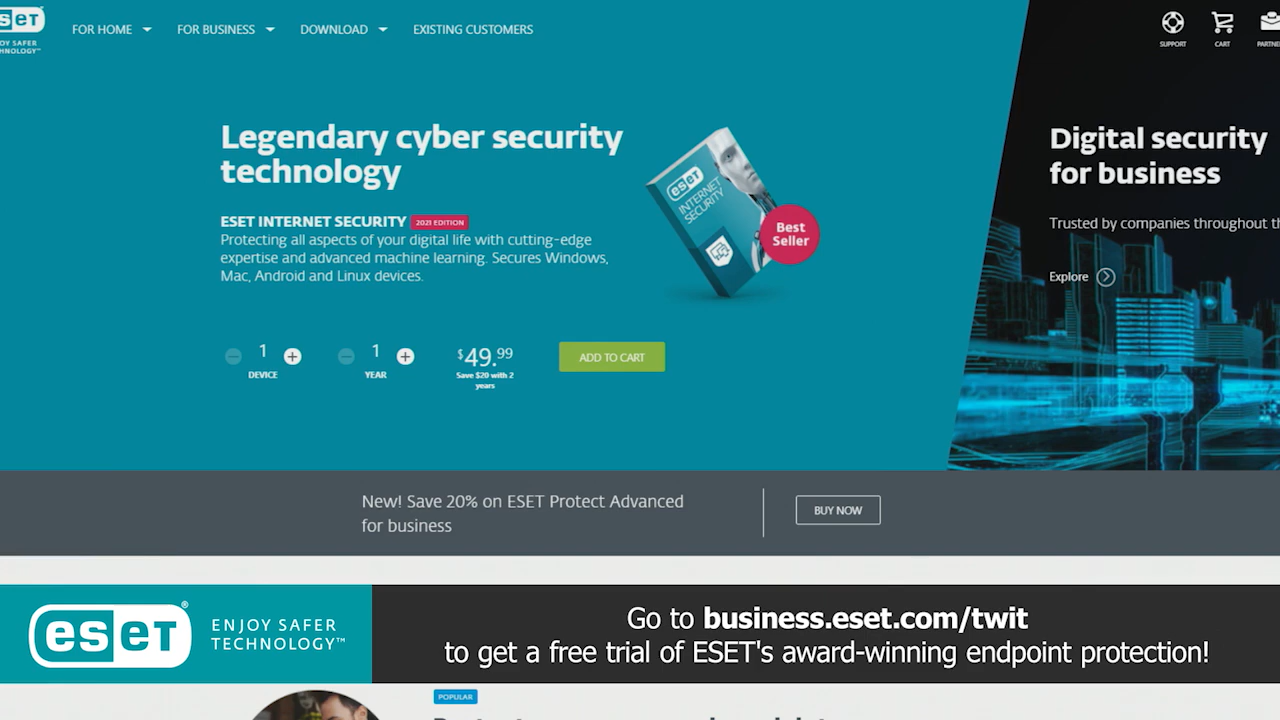 eseT
ENJOY SAFER
TECHNOLOGY™
FOR HOME
FOR BUSINESS
DOWNLOAD
EXISTING CUSTOMERS
SUPPORT
CART
Legendary cyber security
technology
ESET INTERNET SECURITY 2021 EDITION
Protecting all aspects of your digital life with cutting-edge
expertise and advanced machine learning. Secures Windows,
Mac, Android and Linux devices.
eseT
INTERNET
SECURITY
Best
Seller
1
DEVICE
1
YEAR
$49.99
Save $20 with 2
years
ADD TO CART
Digital security
for business
Trusted by companies throughout
Explore
New! Save 20% on ESET Protect Advanced
for business
BUY NOW
eseT®
ENJOY SAFER
TECHNOLOGY™
Go to business.eset.com/twit
to get a free trial of ESET's award-winning endpoint protection!
POPULAR